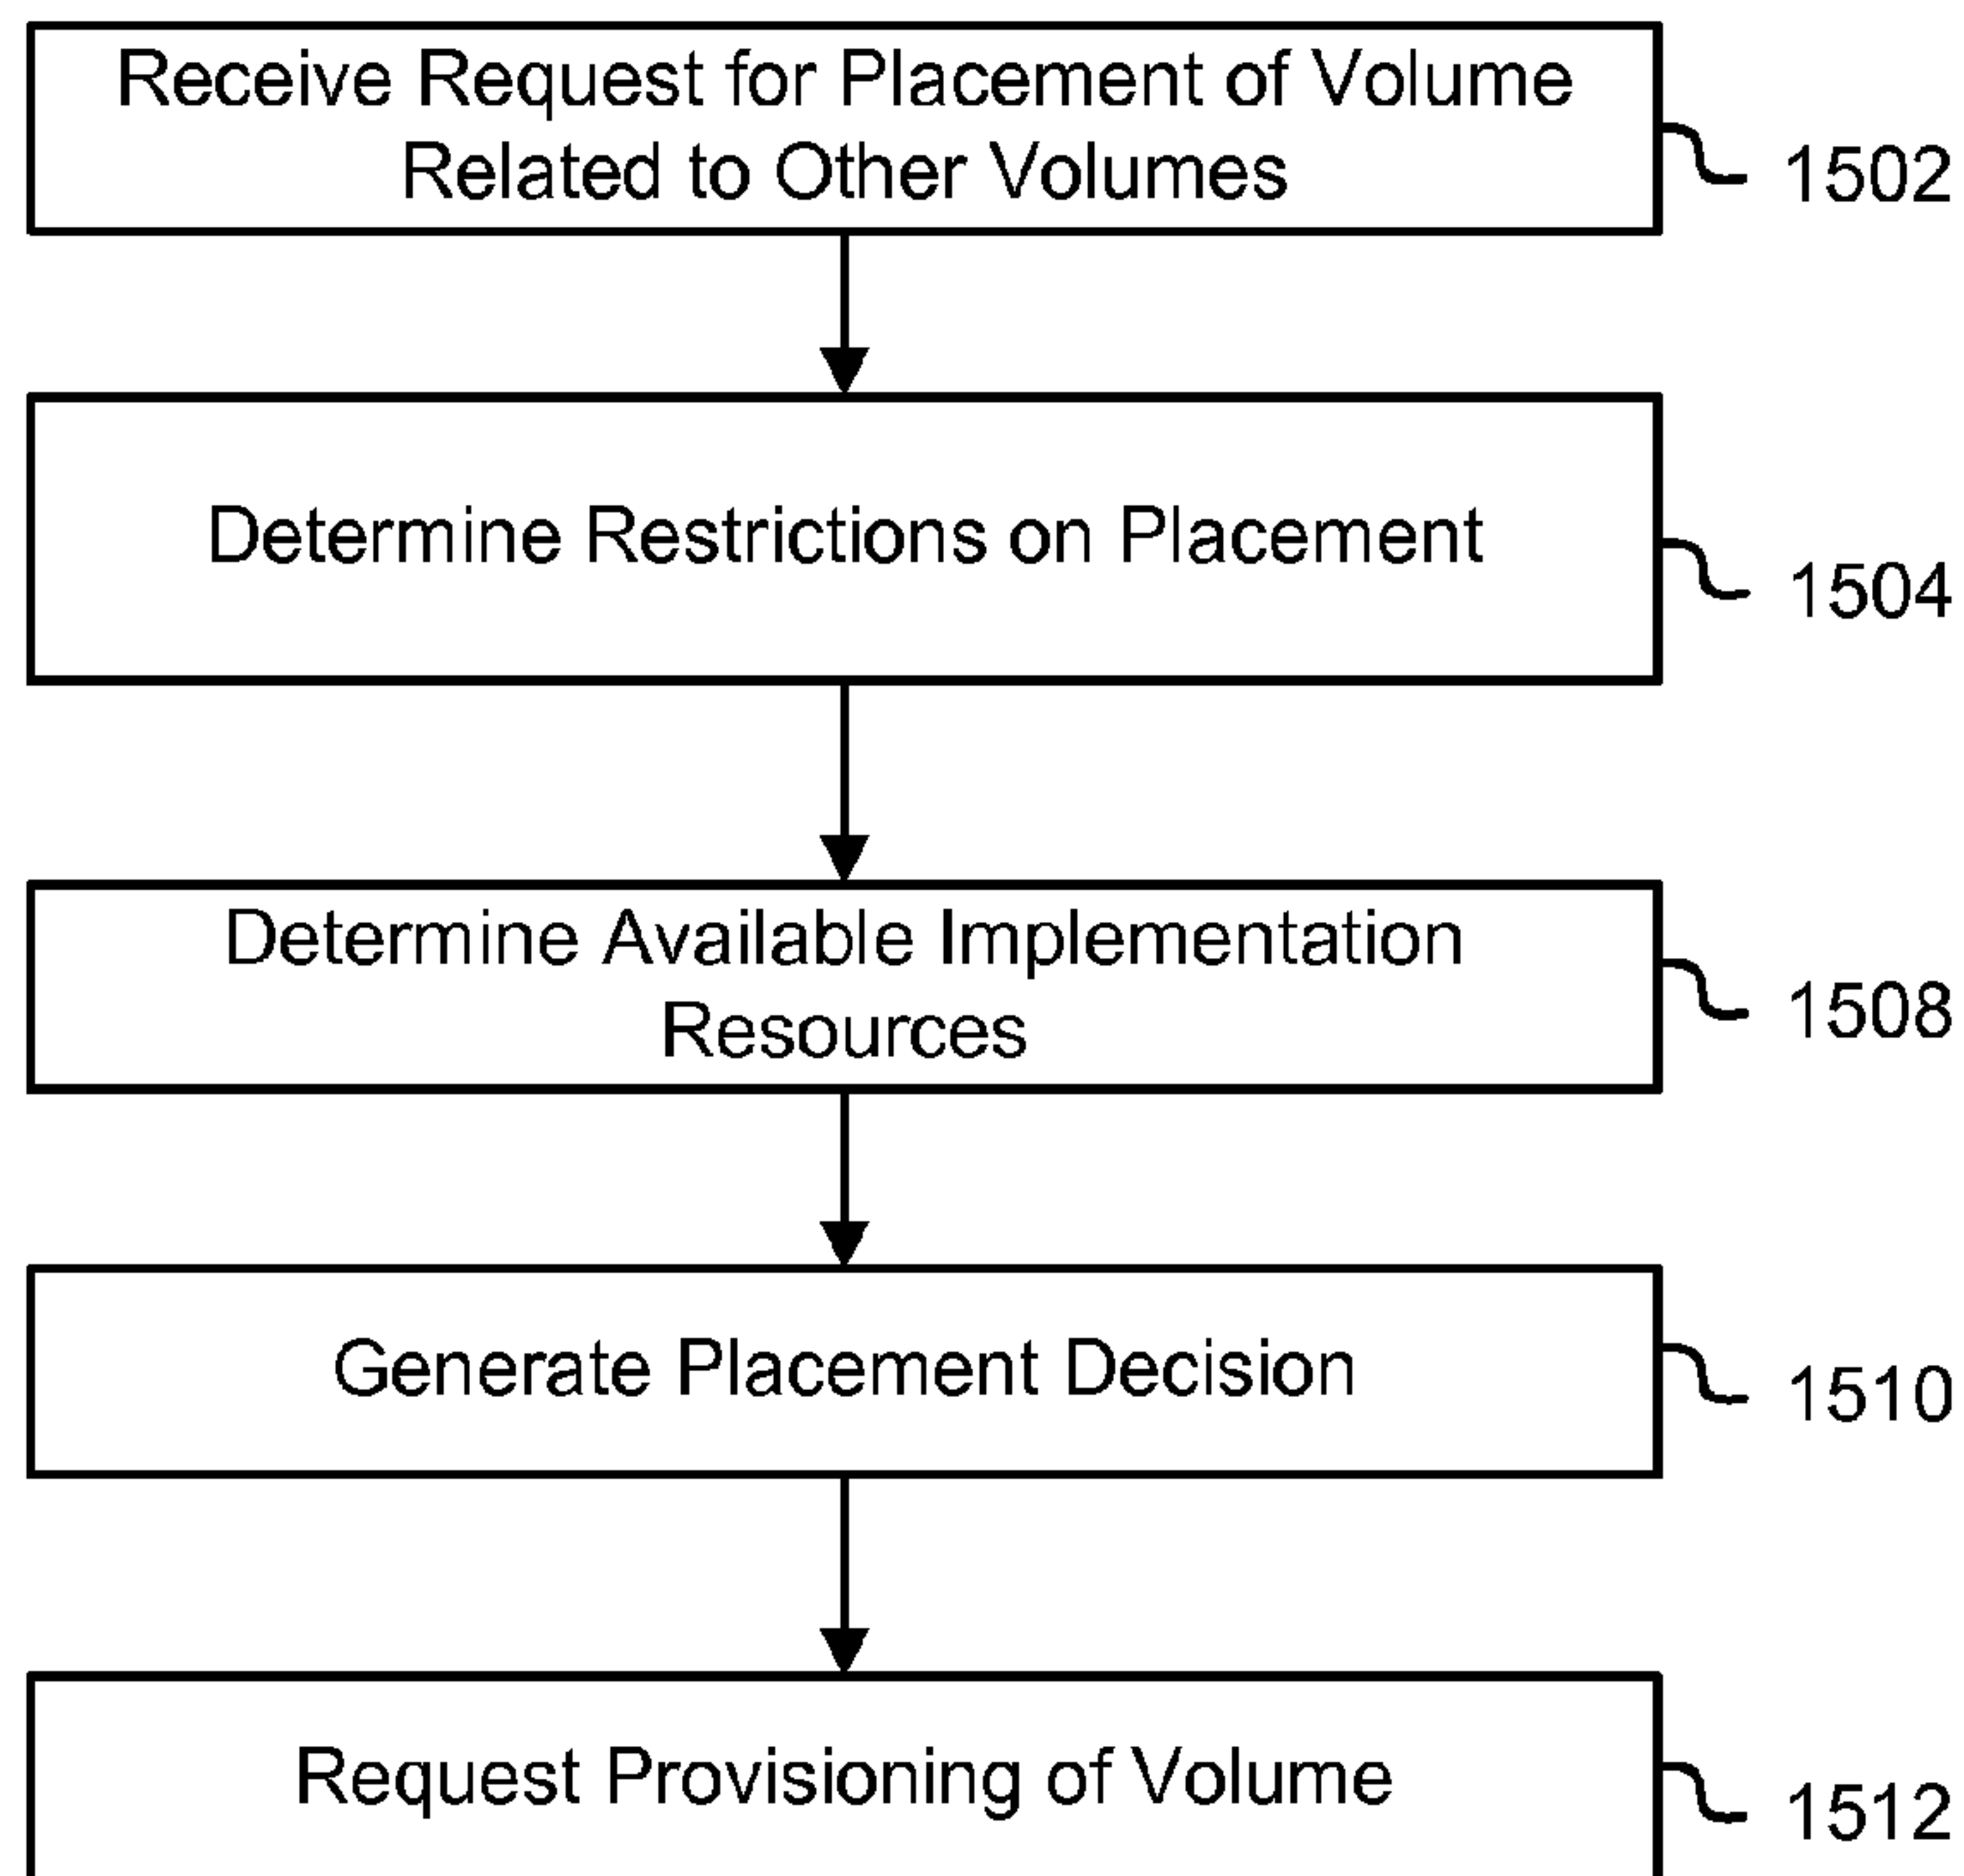 Receive Request for Placement of Volume
Related to Other Volumes
1502
Determine Restrictions on Placement
1504
Determine Available Implementation
Resources
1508
Generate Placement Decision
1510
Request Provisioning of Volume
1512